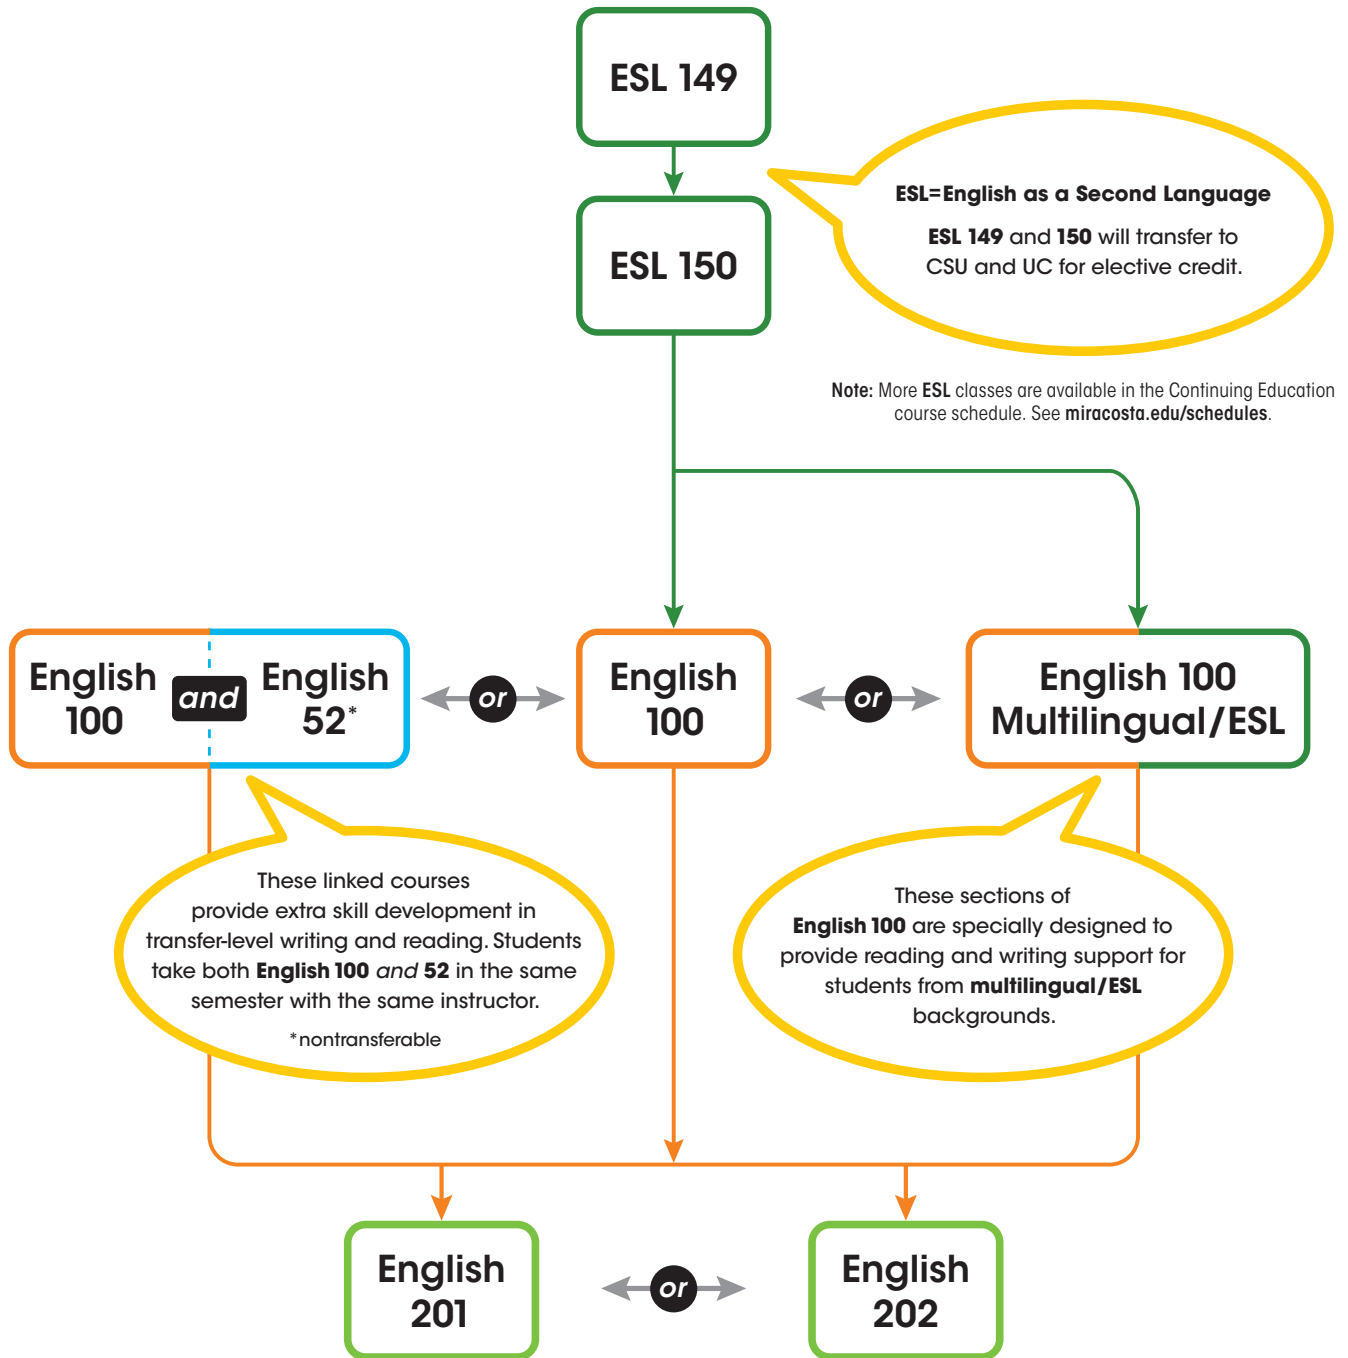 ESL 149
ESL=English as a Second Language
ESL 149 and 150 will transfer to
CSU and UC for elective credit.
ESL 150
Note: More ESL classes are available in the Continuing Education
course schedule. See miracosta.edu/schedules.
English
100
and
English
52*
or
English
100
or
English 100
Multilingual/ESL
These linked courses
provide extra skill development in
transfer-level writing and reading. Students
take both English 100 and 52 in the same
semester with the same instructor.
*nontransferable
These sections of
English 100 are specially designed to
provide reading and writing support for
students from multilingual/ESL
backgrounds.
English
201
or
English
202